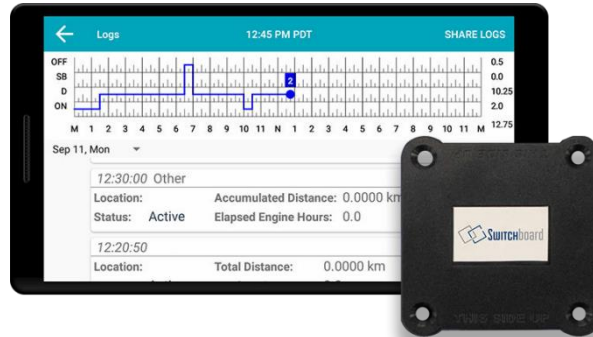 Logs 12:45 PM PDT SHARE LOGS
OFF 0.5
SB 0.0
D 10.25
ON 2.0
12.75
2
M 1 2 3 4 5 6 7 8 9 10 11 N 1 2 3 4 5 6 7 8 9 10 11 M
Sep 11, Mon
12:30:00 Other
Location: Accumulated Distance: 0.0000 km
Status: Active Elapsed Engine Hours: 0.0
12:20:50
Location: Total Distance: 0.0000 km
Switchboard
THIS SIDE UP